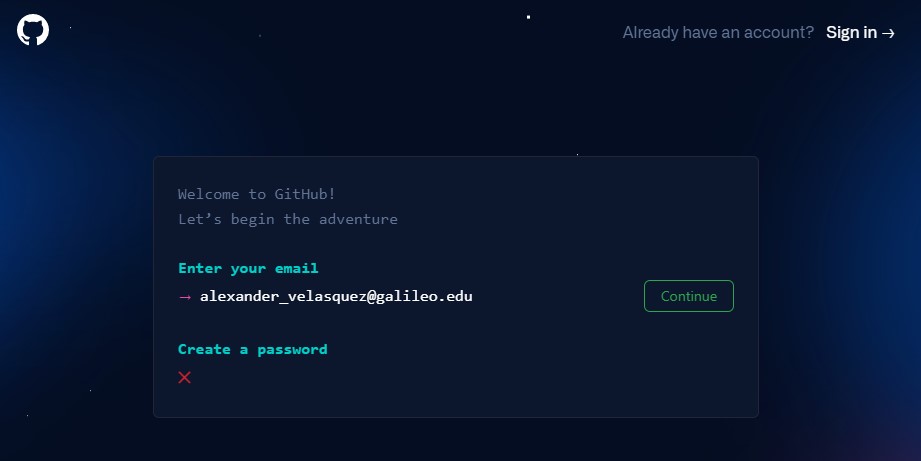 Already have an account? Sign in →
Welcome to GitHub!
Let’s begin the adventure
Enter your email
→ alexander_velasquez@galileo.edu
Continue
Create a password